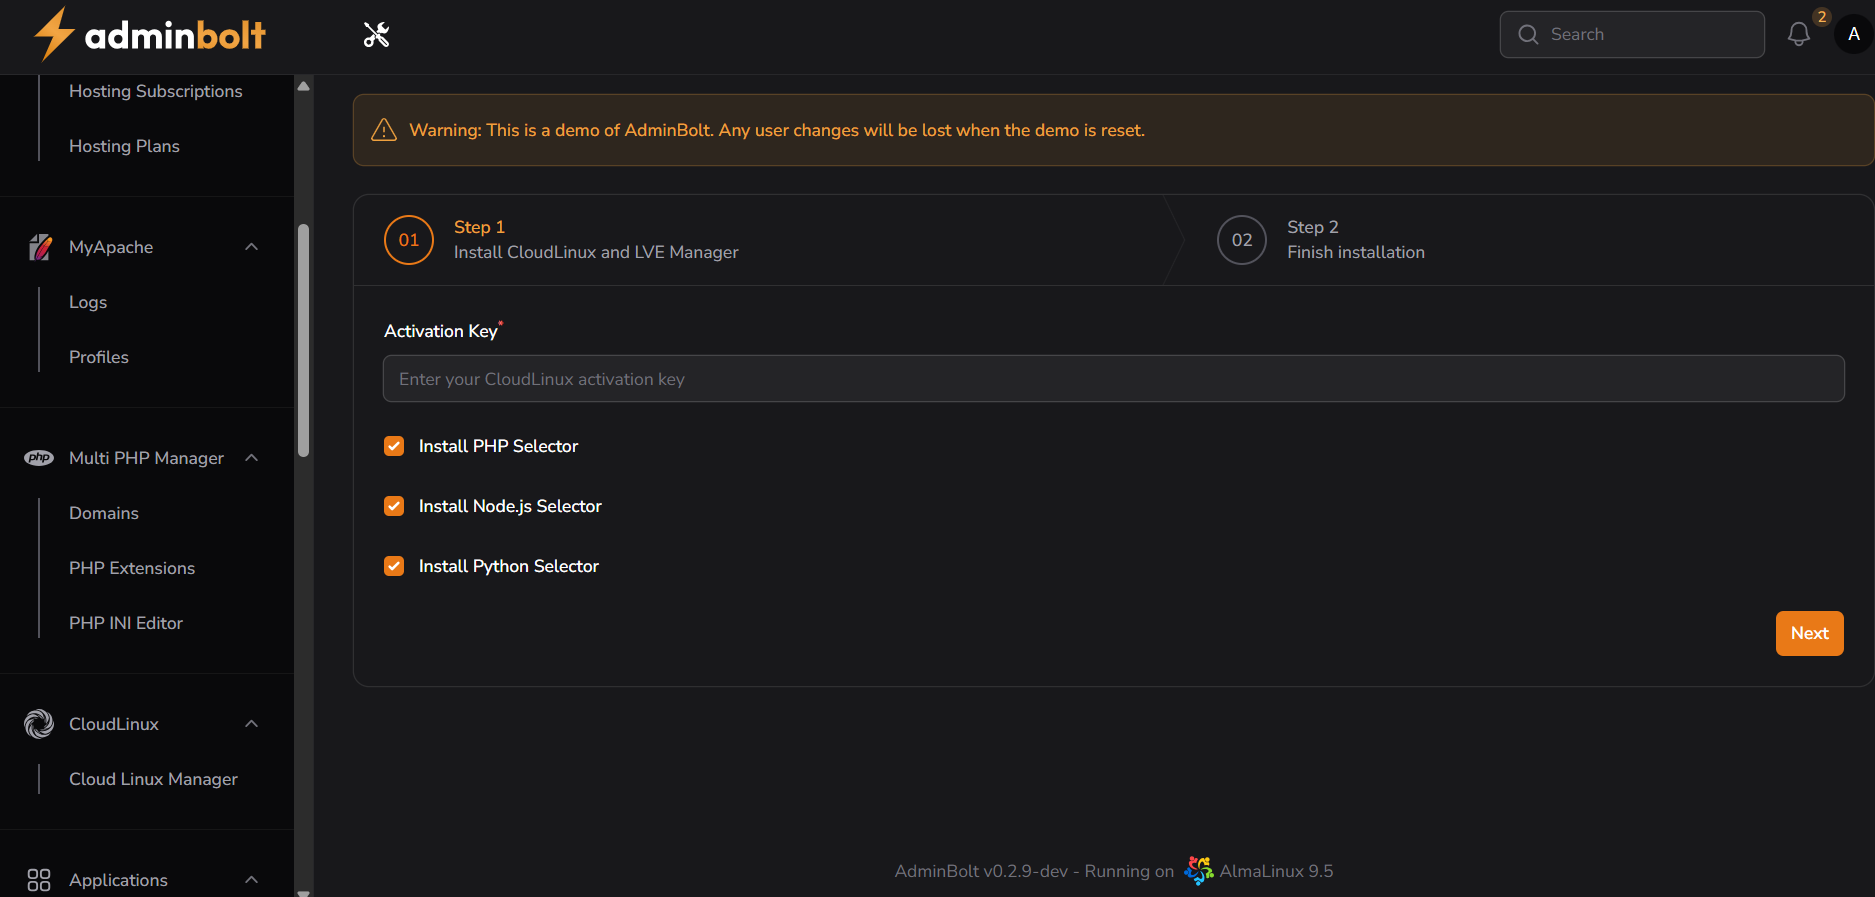 adminbolt
Search
2
A
Hosting Subscriptions
Hosting Plans
MyApache
Logs
Profiles
php
Multi PHP Manager
Domains
PHP Extensions
PHP INI Editor
CloudLinux
Cloud Linux Manager
Applications
Warning: This is a demo of AdminBolt. Any user changes will be lost when the demo is reset.
01
Step 1
Install CloudLinux and LVE Manager
02
Step 2
Finish installation
Activation Key*
Enter your CloudLinux activation key
Install PHP Selector
Install Node.js Selector
Install Python Selector
Next
AdminBolt v0.2.9-dev - Running on AlmaLinux 9.5